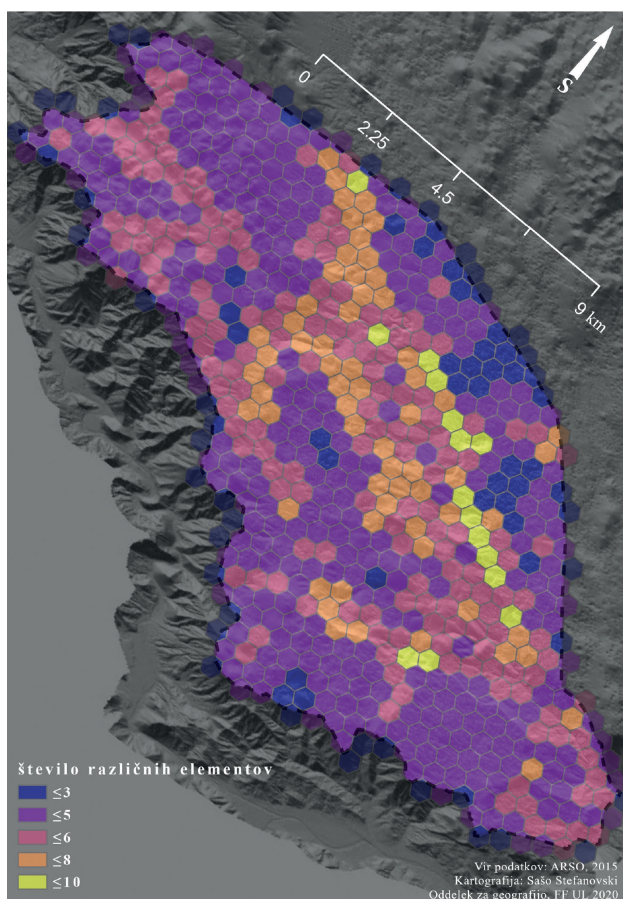 S
0
2.25
4.5
9 km
število različnih elementov
≤3
≤5
≤6
≤8
≤10
Vir podatkov: ARSO, 2015
Kartografija: Sašo Stefanovski
Oddelek za geografijo, FF UL 2020